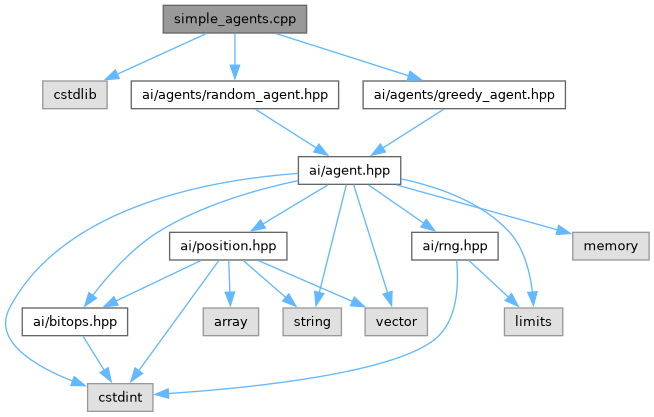 simple_agents.cpp
cstdlib
ai/agents/random_agent.hpp
ai/agents/greedy_agent.hpp
ai/agent.hpp
ai/position.hpp
ai/rng.hpp
memory
ai/bitops.hpp
array
string
vector
limits
cstdint